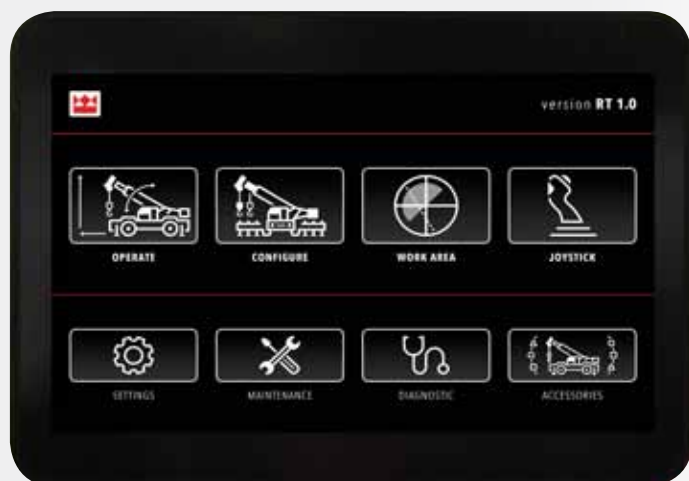 version RT 1.0
OPERATE CONFIGURE WORK AREA JOYSTICK
SETTINGS MAINTENANCE DIAGNOSTIC ACCESSORIES